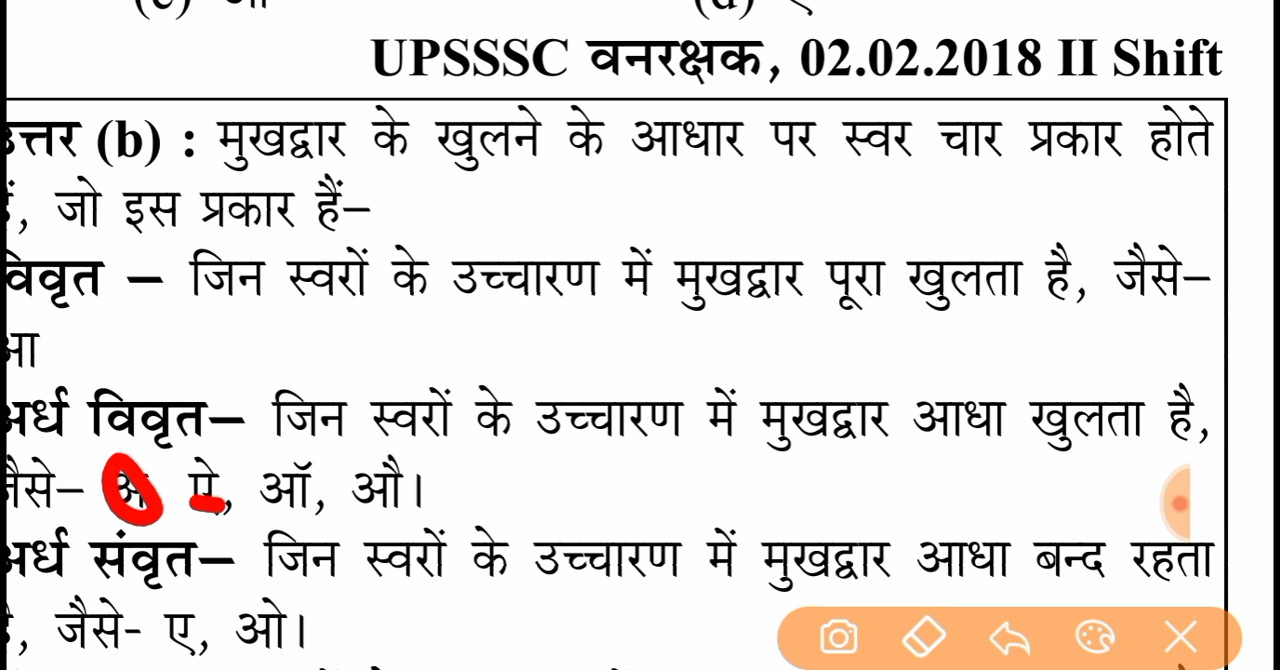 UPSSSC वनरक्षक, 02.02.2018 II Shift
उत्तर (b) : मुखद्वार के खुलने के आधार पर स्वर चार प्रकार होते
हैं, जो इस प्रकार हैं–
विवृत – जिन स्वरों के उच्चारण में मुखद्वार पूरा खुलता है, जैसे–
आ
अर्ध विवृत– जिन स्वरों के उच्चारण में मुखद्वार आधा खुलता है,
जैसे– अ, ऐ, ऑ, औ।
अर्ध संवृत– जिन स्वरों के उच्चारण में मुखद्वार आधा बन्द रहता
है, जैसे- ए, ओ।